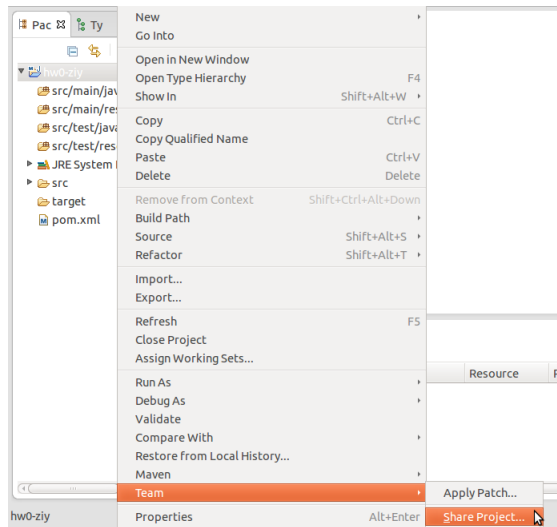 Pac Ty
hw0-ziy
src/main/jav
src/main/res
src/test/java
src/test/res
JRE System
src
target
pom.xml
New
Go Into
Open in New Window
Open Type Hierarchy F4
Show In Shift+Alt+W
Copy Ctrl+C
Copy Qualified Name
Paste Ctrl+V
Delete Delete
Remove from Context Shift+Ctrl+Alt+Down
Build Path
Source Shift+Alt+S
Refactor Shift+Alt+T
Import...
Export...
Refresh F5
Close Project
Assign Working Sets...
Run As
Debug As
Validate
Compare With
Restore from Local History...
Maven
Team
Properties Alt+Enter
Apply Patch...
Share Project...
Resource
hw0-ziy